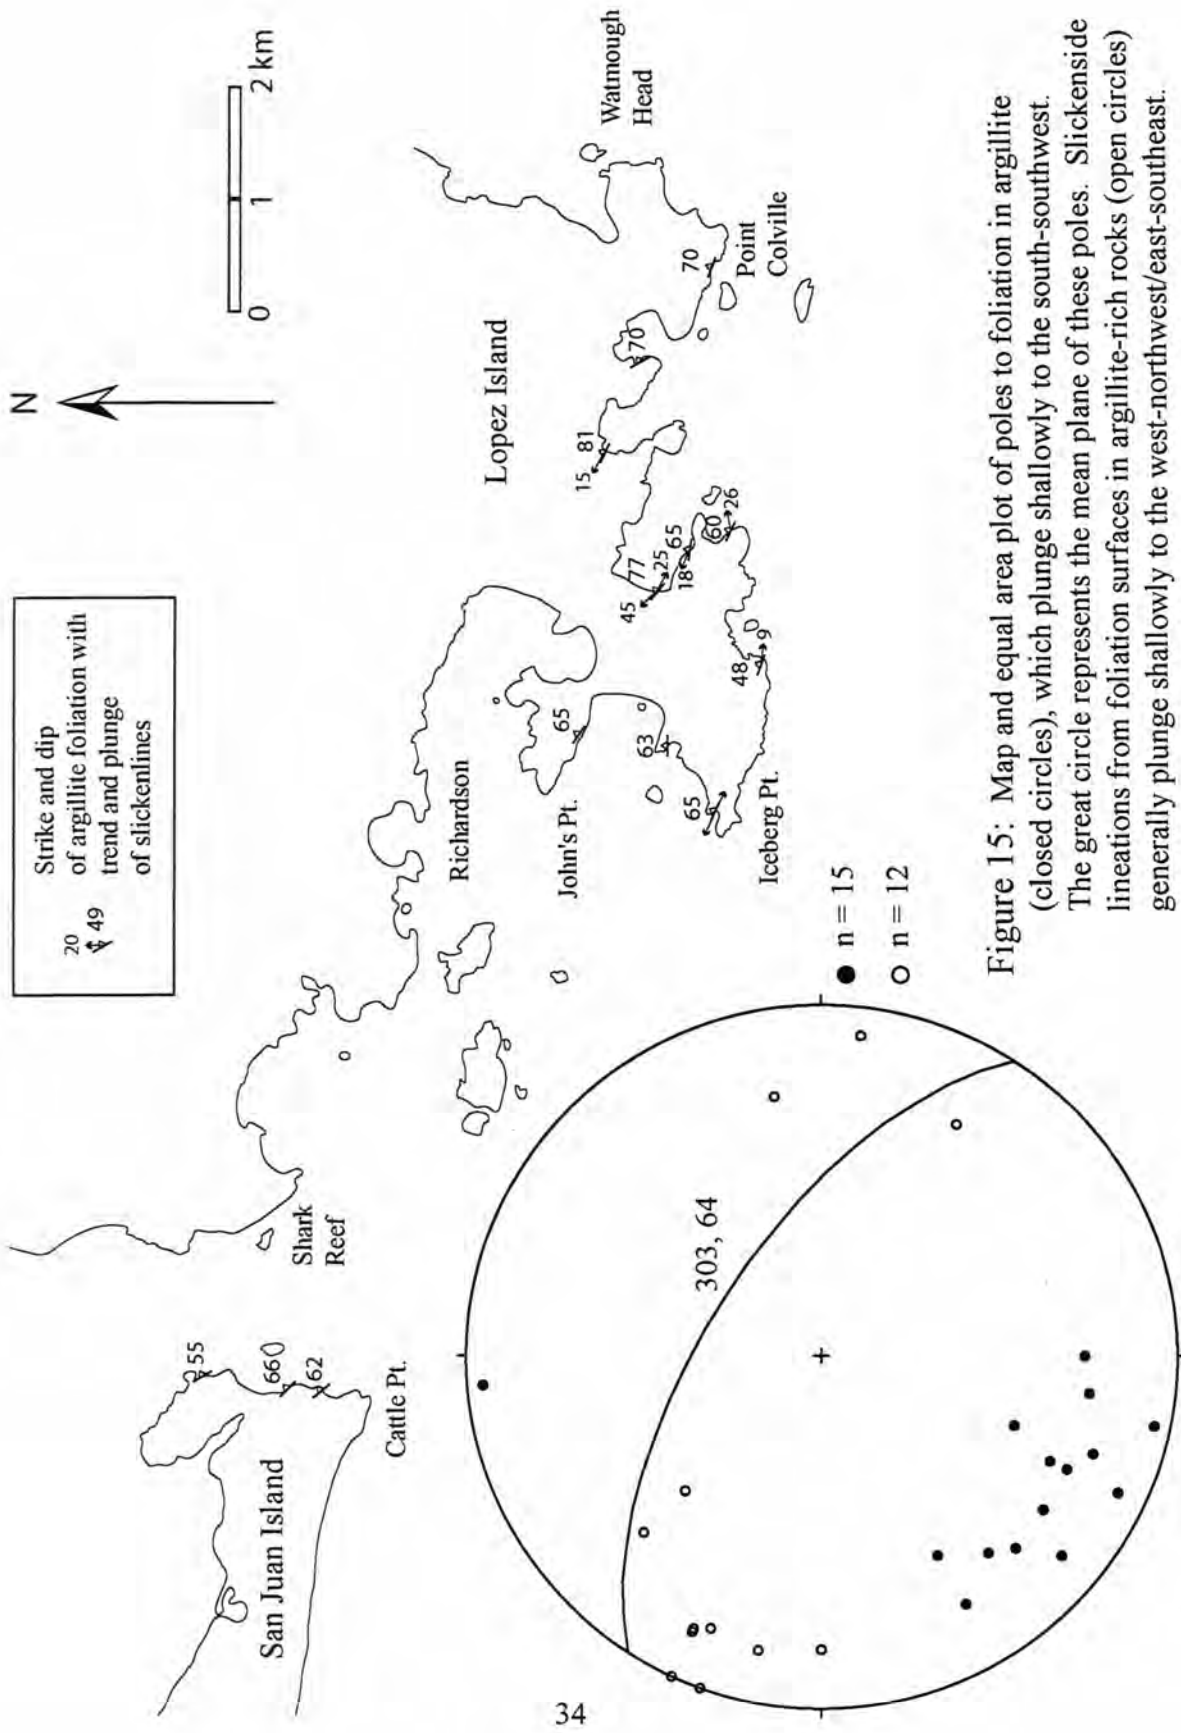 N
0 1 2 km
Strike and dip
of argillite foliation with
trend and plunge
of slickenlines
20
49
San Juan Island
55
660
62
Cattle Pt.
Shark
Reef
Richardson
Lopez Island
John's Pt.
65
63
65
Iceberg Pt.
48
9
45
77
25
18
65
60
26
15
81
70
70
Point
Colville
Watmough
Head
303, 64
n = 15
n = 12
Figure 15: Map and equal area plot of poles to foliation in argillite
(closed circles), which plunge shallowly to the south-southwest.
The great circle represents the mean plane of these poles. Slickenside
lineations from foliation surfaces in argillite-rich rocks (open circles)
generally plunge shallowly to the west-northwest/east-southeast.
34